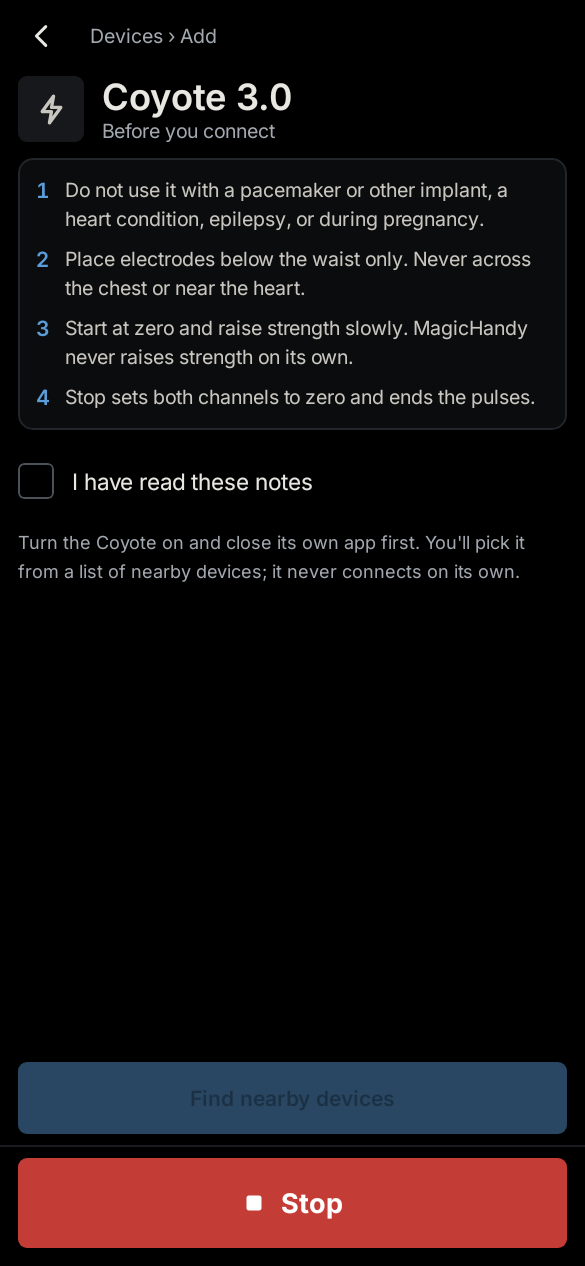 Devices › Add
Coyote 3.0
Before you connect
1 Do not use it with a pacemaker or other implant, a
heart condition, epilepsy, or during pregnancy.
2 Place electrodes below the waist only. Never across
the chest or near the heart.
3 Start at zero and raise strength slowly. MagicHandy
never raises strength on its own.
4 Stop sets both channels to zero and ends the pulses.
I have read these notes
Turn the Coyote on and close its own app first. You'll pick it
from a list of nearby devices; it never connects on its own.
Find nearby devices
Stop